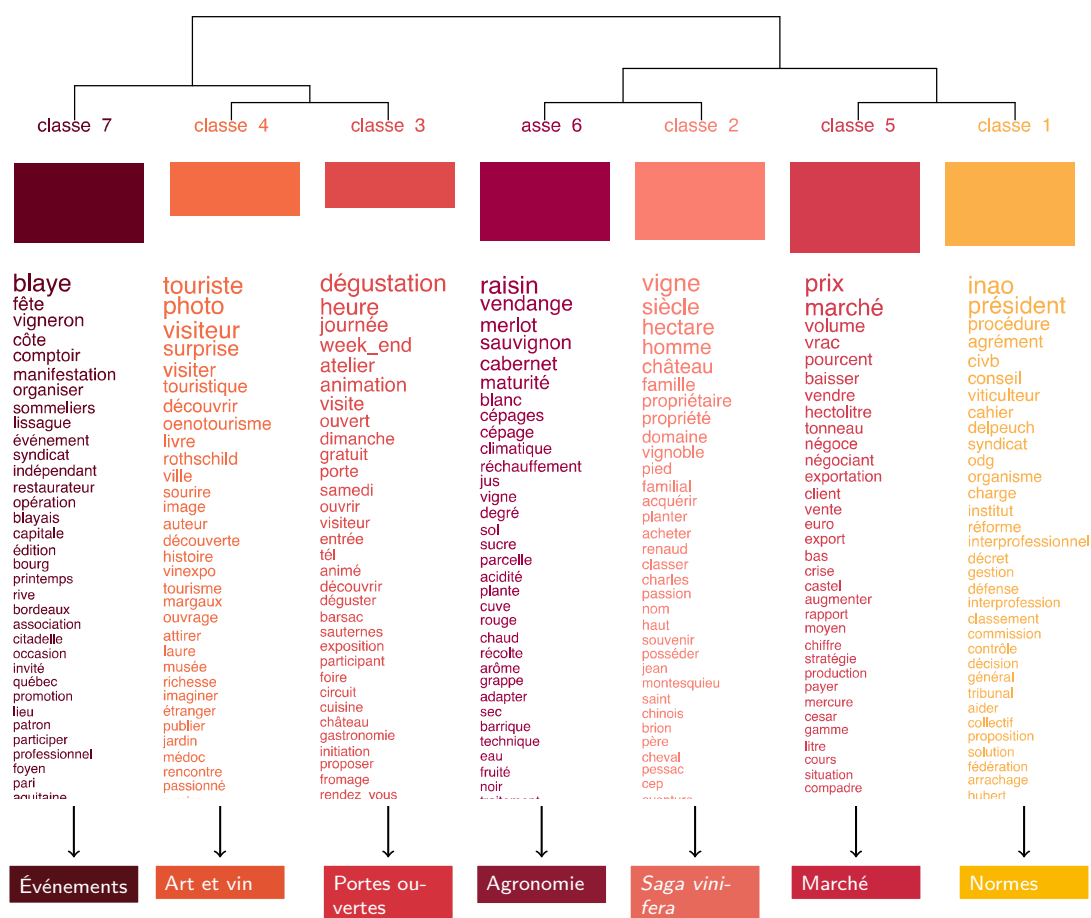 classe 7
classe 4
classe 3
asse 6
classe 2
classe 5
classe 1
blaye
fête
vigneron
côte
comptoir
manifestation
organiser
sommeliers
lissague
événement
syndicat
indépendant
restaurateur
opération
blayais
capitale
édition
bourg
printemps
rive
bordeaux
association
citadelle
occasion
invité
québec
promotion
lieu
patron
participer
professionnel
foyen
pari
aquitaine
touriste
photo
visiteur
surprise
visiter
touristique
découvrir
oenotourisme
livre
rothschild
ville
sourire
image
auteur
découverte
histoire
vinexpo
tourisme
margaux
ouvrage
attirer
laure
musée
richesse
imaginer
étranger
publier
jardin
médoc
rencontre
passionné
dégustation
heure
journée
week_end
atelier
animation
visite
ouvert
dimanche
gratuit
porte
samedi
ouvrir
visiteur
entrée
tél
animé
découvrir
déguster
barsac
sauternes
exposition
participant
foire
circuit
cuisine
château
gastronomie
initiation
proposer
fromage
rendez_vous
raisin
vendange
merlot
sauvignon
cabernet
maturité
blanc
cépages
cépage
climatique
réchauffement
jus
vigne
degré
sol
sucre
parcelle
acidité
plante
cuve
rouge
chaud
récolte
arôme
grappe
adapter
sec
barrique
technique
eau
fruité
noir
vigne
siècle
hectare
homme
château
famille
propriétaire
propriété
domaine
vignoble
pied
familial
acquérir
planter
acheter
renaud
classer
charles
passion
nom
haut
souvenir
posséder
jean
montesquieu
saint
chinois
brion
père
cheval
pessac
cep
prix
marché
volume
vrac
pourcent
baisser
vendre
hectolitre
tonneau
négoce
négociant
exportation
client
vente
euro
export
bas
crise
castel
augmenter
rapport
moyen
chiffre
stratégie
production
payer
mercure
cesar
gamme
litre
cours
situation
compadre
inao
président
procédure
agrément
civb
conseil
viticulteur
cahier
delpeuch
syndicat
odg
organisme
charge
institut
réforme
interprofessionnel
décret
gestion
défense
interprofession
classement
commission
contrôle
décision
général
tribunal
aider
collectif
proposition
solution
fédération
arrachage
hubert
Événements
Art et vin
Portes ou-
vertes
Agronomie
Saga vini-
fera
Marché
Normes